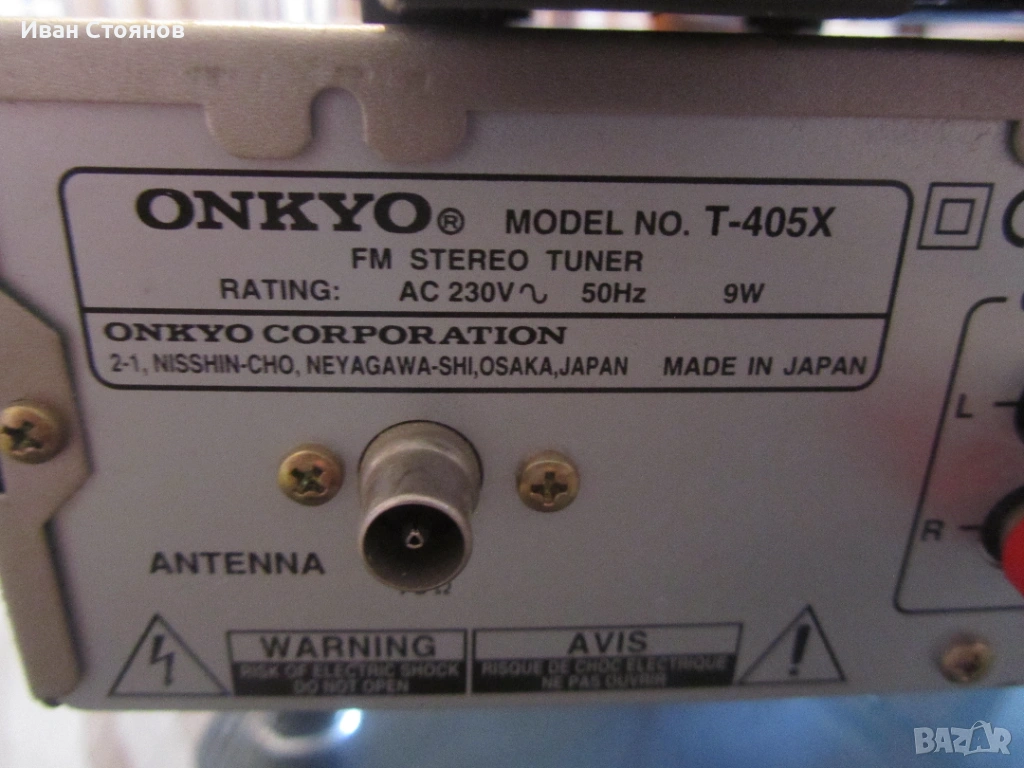 Иван Стоянов
ONKYO® MODEL NO. T-405X
FM STEREO TUNER
RATING: AC 230V∿ 50Hz 9W
ONKYO CORPORATION
2-1, NISSHIN-CHO, NEYAGAWA-SHI,OSAKA,JAPAN MADE IN JAPAN
L
R
ANTENNA
WARNING
RISK OF ELECTRIC SHOCK
DO NOT OPEN
AVIS
RISQUE DE CHOC ELECTRIQUE
NE PAS OUVRIR
BAZAR